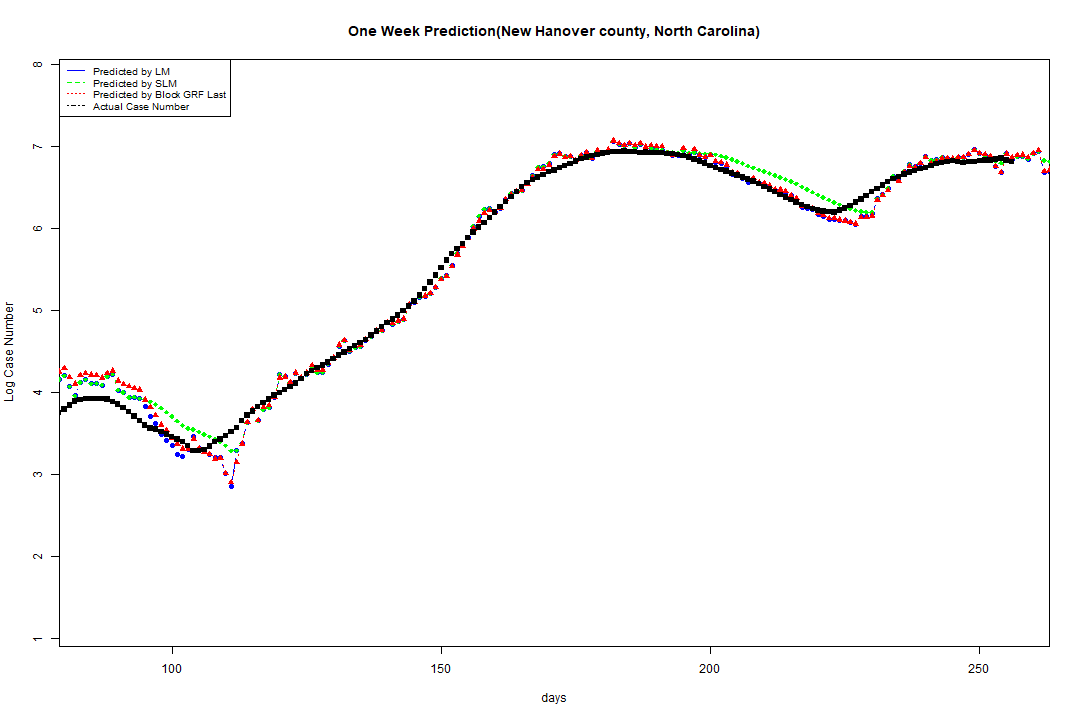 One Week Prediction(New Hanover county, North Carolina)
Predicted by LM
Predicted by SLM
Predicted by Block GRF Last
Actual Case Number
8
7
6
5
4
3
2
1
Log Case Number
100
150
200
250
days